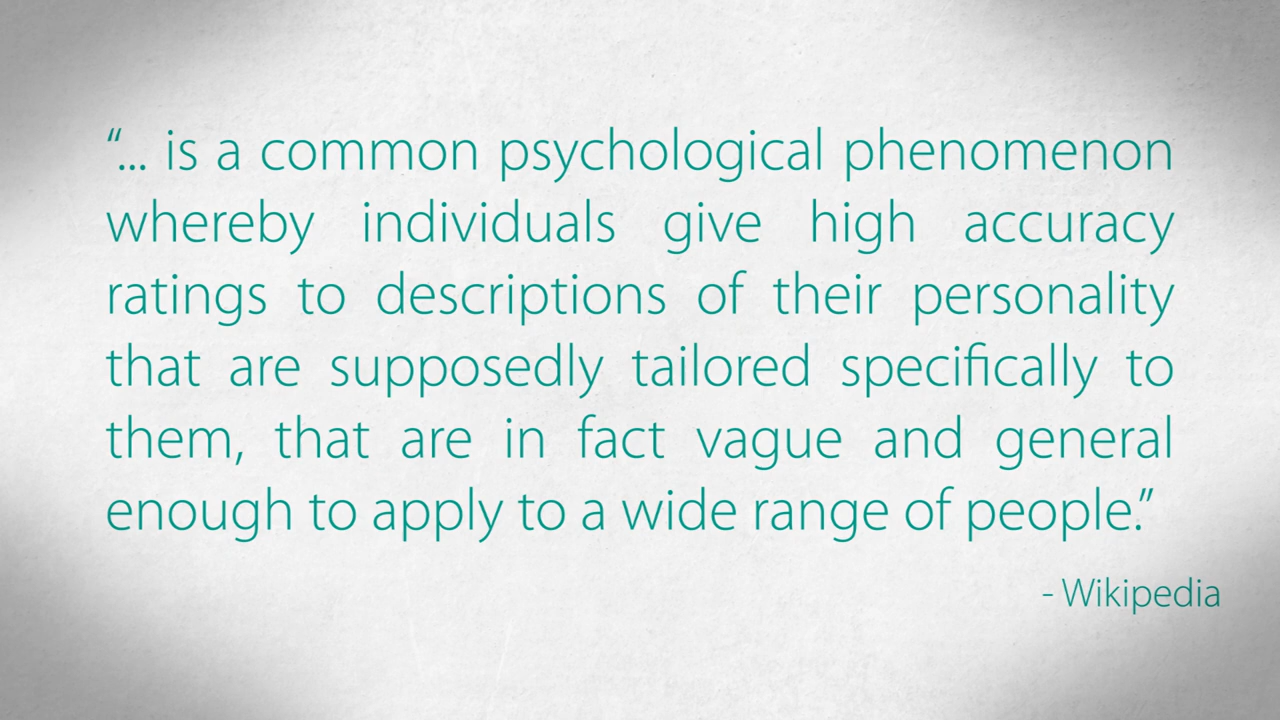 “... is a common psychological phenomenon
whereby individuals give high accuracy
ratings to descriptions of their personality
that are supposedly tailored specifically to
them, that are in fact vague and general
enough to apply to a wide range of people.”
- Wikipedia